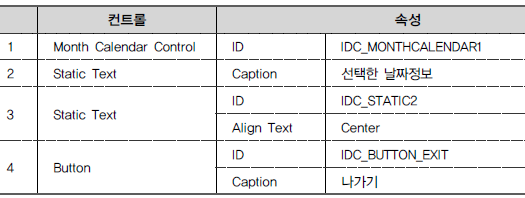 컨트롤 속성
1 Month Calendar Control ID IDC_MONTHCALENDAR1
2 Static Text Caption 선택한 날짜정보
3 Static Text ID IDC_STATIC2
Align Text Center
4 Button ID IDC_BUTTON_EXIT
Caption 나가기